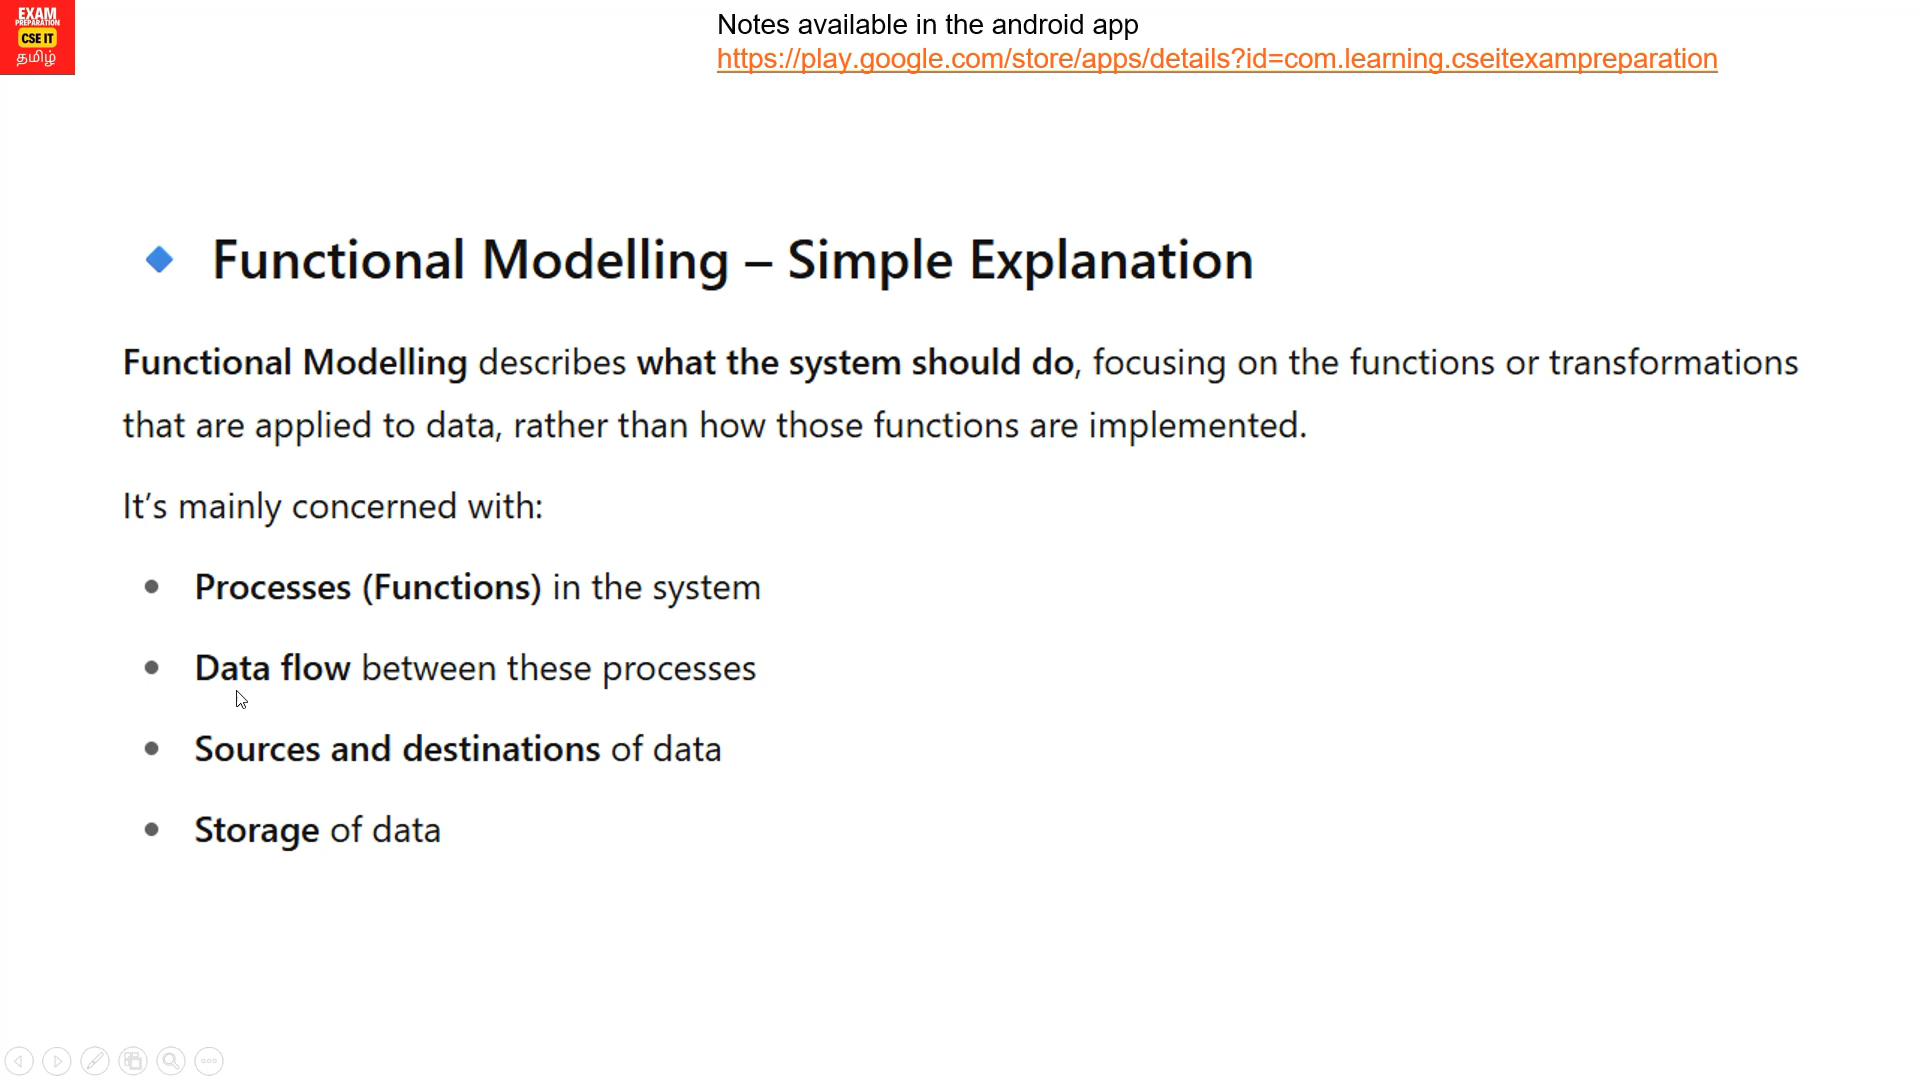 EXAM
PREPARATION
CSE IT
தமிழ்
Notes available in the android app
https://play.google.com/store/apps/details?id=com.learning.cseitexampreparation
Functional Modelling – Simple Explanation
Functional Modelling describes what the system should do, focusing on the functions or transformations
that are applied to data, rather than how those functions are implemented.
It’s mainly concerned with:
Processes (Functions) in the system
Data flow between these processes
Sources and destinations of data
Storage of data